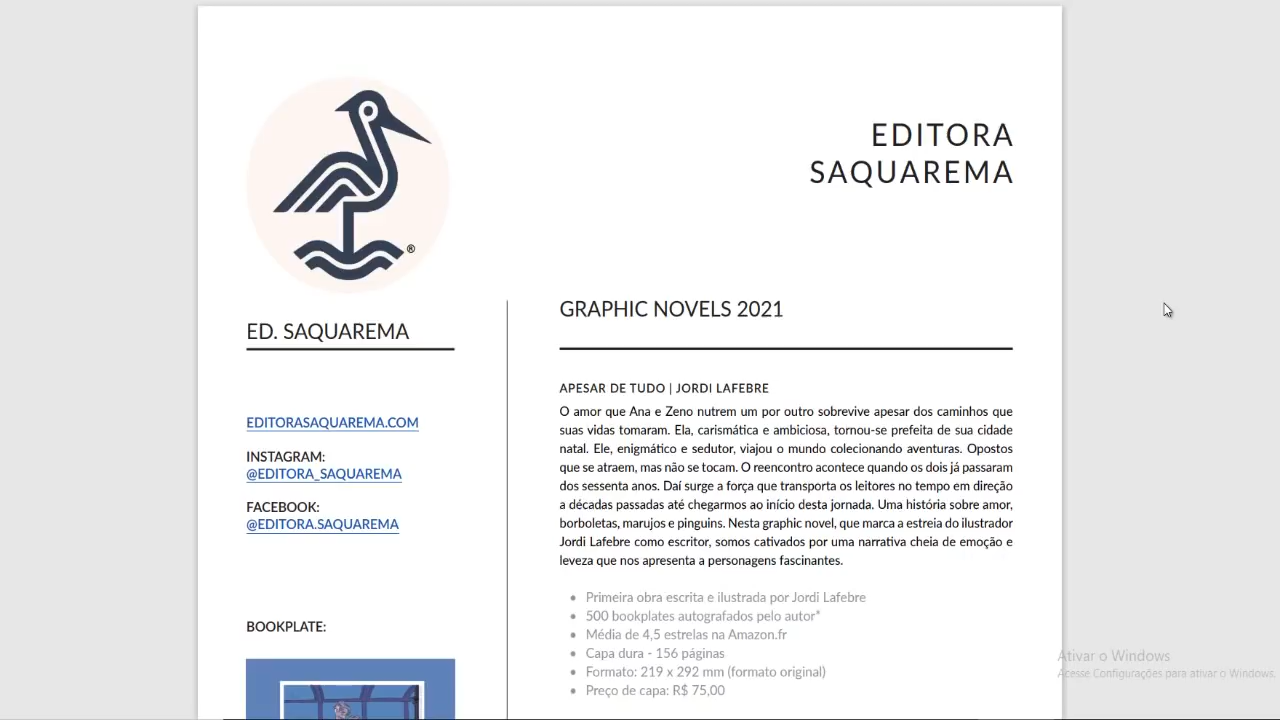 EDITORA
SAQUAREMA
®
ED. SAQUAREMA
EDITORASAQUAREMA.COM
INSTAGRAM:
@EDITORA_SAQUAREMA
FACEBOOK:
@EDITORA.SAQUAREMA
BOOKPLATE:
GRAPHIC NOVELS 2021
APESAR DE TUDO | JORDI LAFEBRE
O amor que Ana e Zeno nutrem um por outro sobrevive apesar dos caminhos que
suas vidas tomaram. Ela, carismática e ambiciosa, tornou-se prefeita de sua cidade
natal. Ele, enigmático e sedutor, viajou o mundo colecionando aventuras. Opostos
que se atraem, mas não se tocam. O reencontro acontece quando os dois já passaram
dos sessenta anos. Daí surge a força que transporta os leitores no tempo em direção
a décadas passadas até chegarmos ao início desta jornada. Uma história sobre amor,
borboletas, marujos e pinguins. Nesta graphic novel, que marca a estreia do ilustrador
Jordi Lafebre como escritor, somos cativados por uma narrativa cheia de emoção e
leveza que nos apresenta a personagens fascinantes.
• Primeira obra escrita e ilustrada por Jordi Lafebre
• 500 bookplates autografados pelo autor*
• Média de 4,5 estrelas na Amazon.fr
• Capa dura - 156 páginas
• Formato: 219 x 292 mm (formato original)
• Preço de capa: R$ 75,00
Ativar o Windows
Acesse Configurações para ativar o Windows.